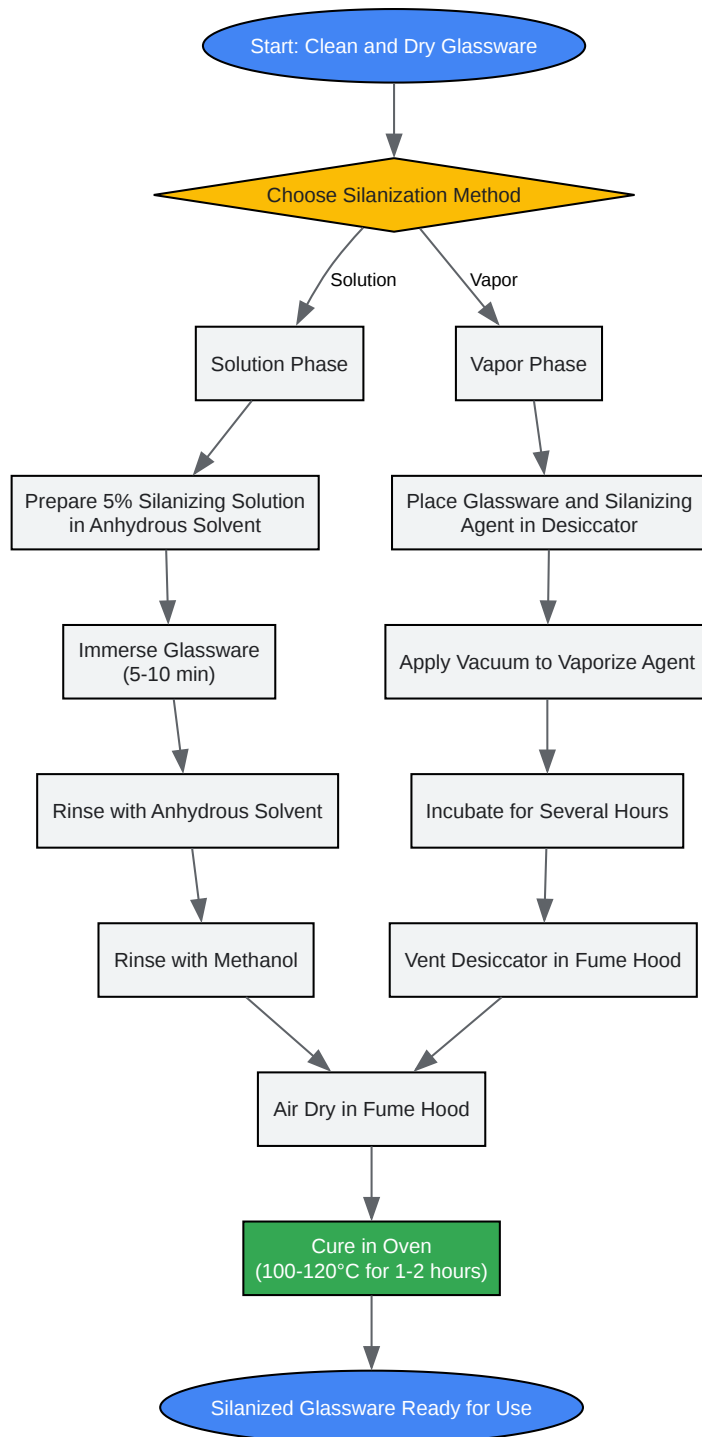 Start: Clean and Dry Glassware
Choose Silanization Method
Solution
Vapor
Solution Phase
Vapor Phase
Prepare 5% Silanizing Solution
in Anhydrous Solvent
Place Glassware and Silanizing
Agent in Desiccator
Immerse Glassware
(5-10 min)
Apply Vacuum to Vaporize Agent
Rinse with Anhydrous Solvent
Incubate for Several Hours
Rinse with Methanol
Vent Desiccator in Fume Hood
Air Dry in Fume Hood
Cure in Oven
(100-120°C for 1-2 hours)
Silanized Glassware Ready for Use